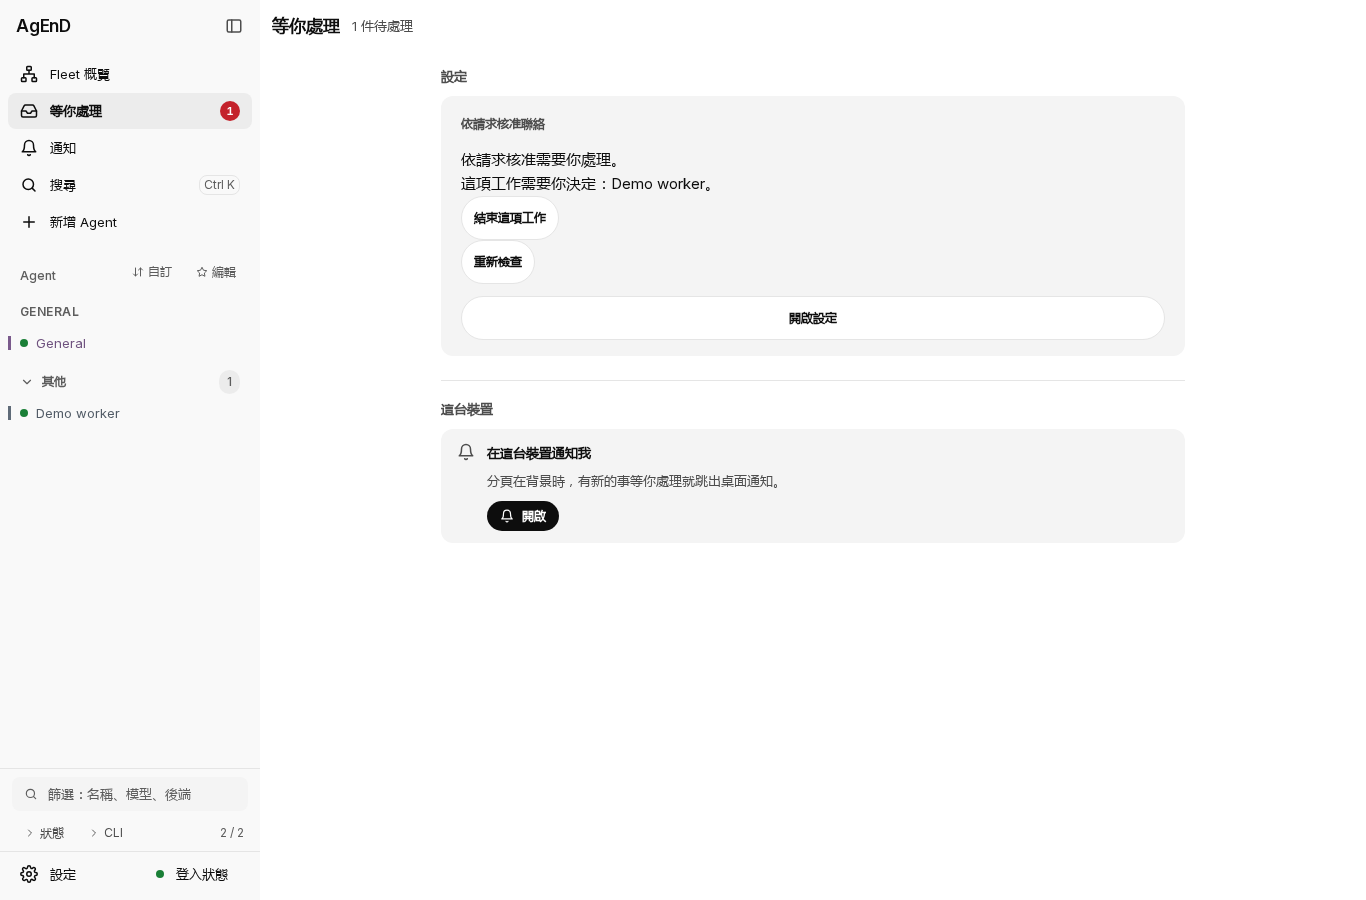 AgEnD
Fleet 概覽
等你處理
1
通知
搜尋
Ctrl K
新增 Agent
Agent
自訂
編輯
GENERAL
General
其他
1
Demo worker
篩選：名稱、模型、後端
狀態
CLI
2 / 2
設定
登入狀態
等你處理
1 件待處理
設定
依請求核准聯絡
依請求核准需要你處理。
這項工作需要你決定：Demo worker。
結束這項工作
重新檢查
開啟設定
這台裝置
在這台裝置通知我
分頁在背景時，有新的事等你處理就跳出桌面通知。
開啟